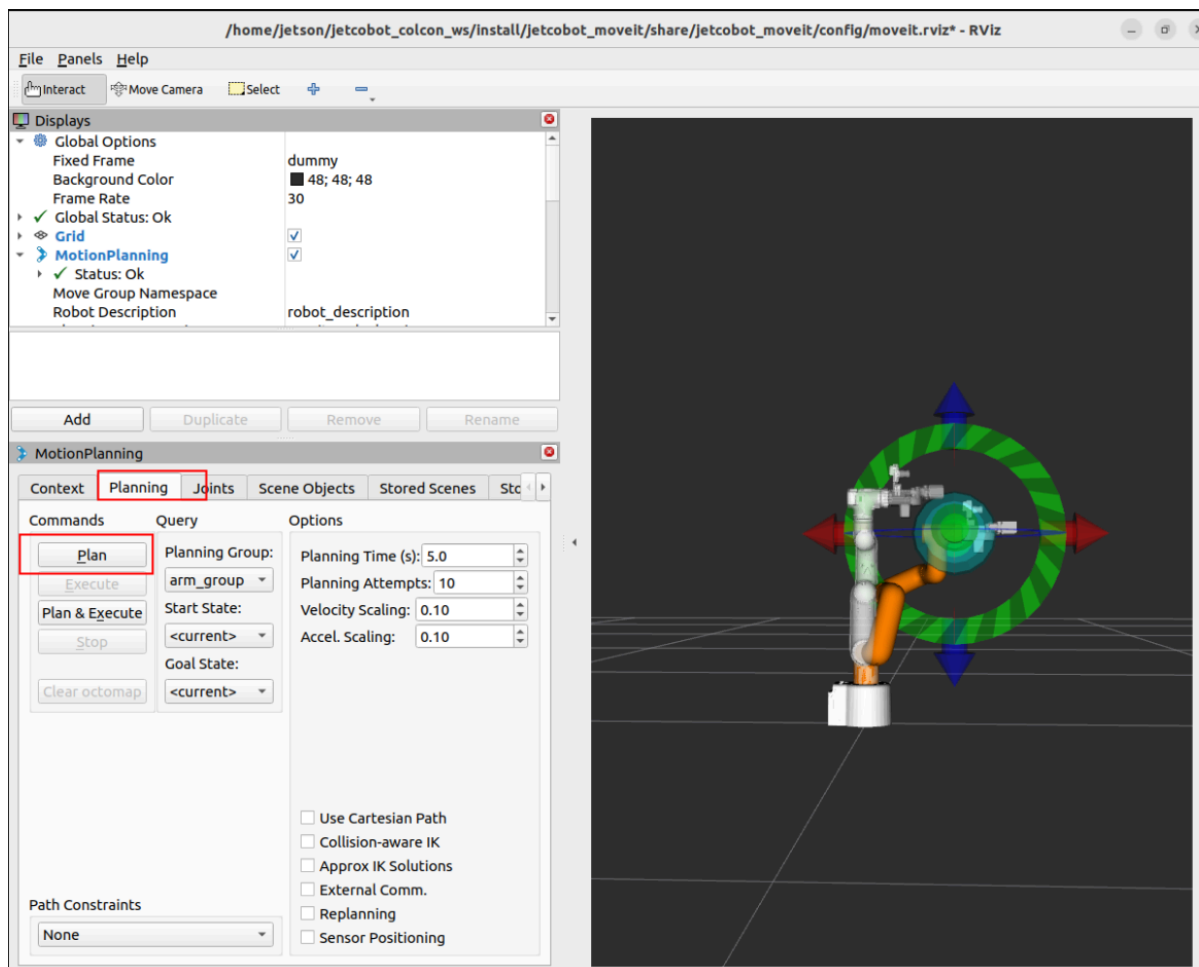 /home/jetson/jetcobot_colcon_ws/install/jetcobot_moveit/share/jetcobot_moveit/config/moveit.rviz* - RViz
File Panels Help
Interact Move Camera Select
Displays
Global Options
Fixed Frame dummy
Background Color 48; 48; 48
Frame Rate 30
Global Status: Ok
Grid
MotionPlanning
Status: Ok
Move Group Namespace
Robot Description robot_description
Add Duplicate Remove Rename
MotionPlanning
Context Planning Joints Scene Objects Stored Scenes Sto
Commands Query Options
Plan Planning Group: Planning Time (s): 5.0
Execute arm_group Planning Attempts: 10
Plan & Execute Start State: Velocity Scaling: 0.10
Stop <current> Accel. Scaling: 0.10
Goal State:
Clear octomap <current>
Use Cartesian Path
Collision-aware IK
Approx IK Solutions
External Comm.
Path Constraints Replanning
None Sensor Positioning